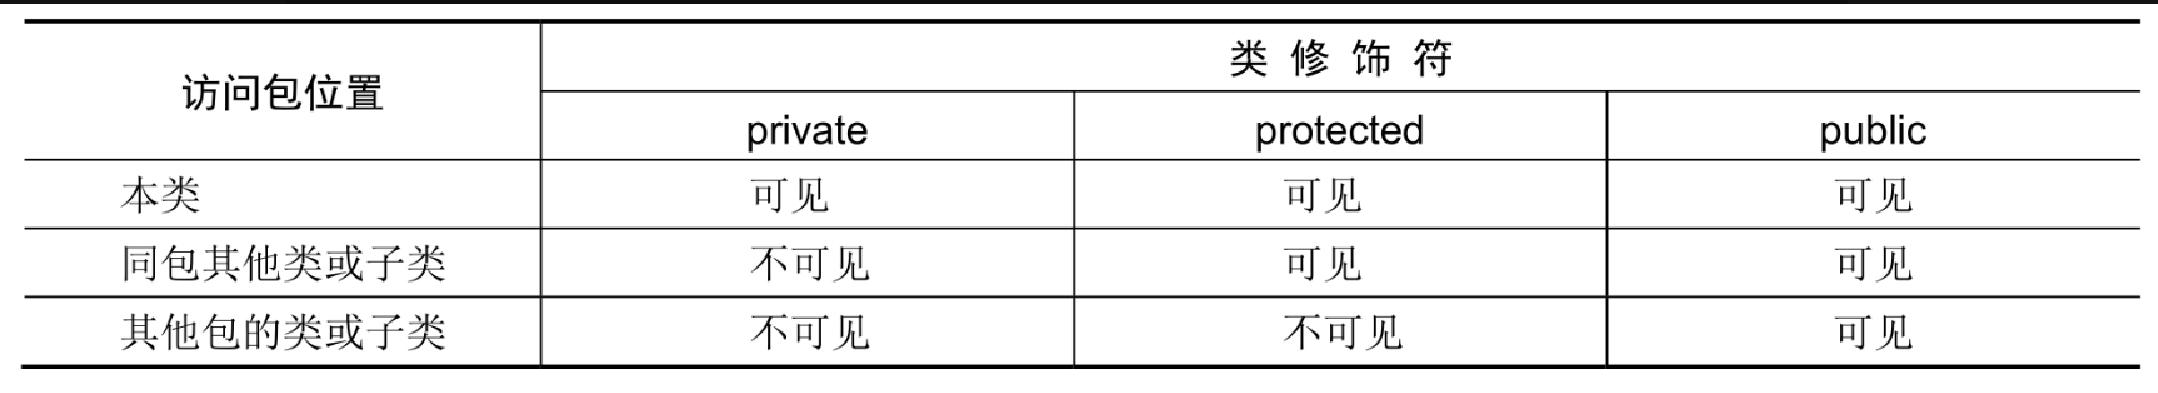 访问包位置
类修饰符
private protected public
本类 可见 可见 可见
同包其他类或子类 不可见 可见 可见
其他包的类或子类 不可见 不可见 可见